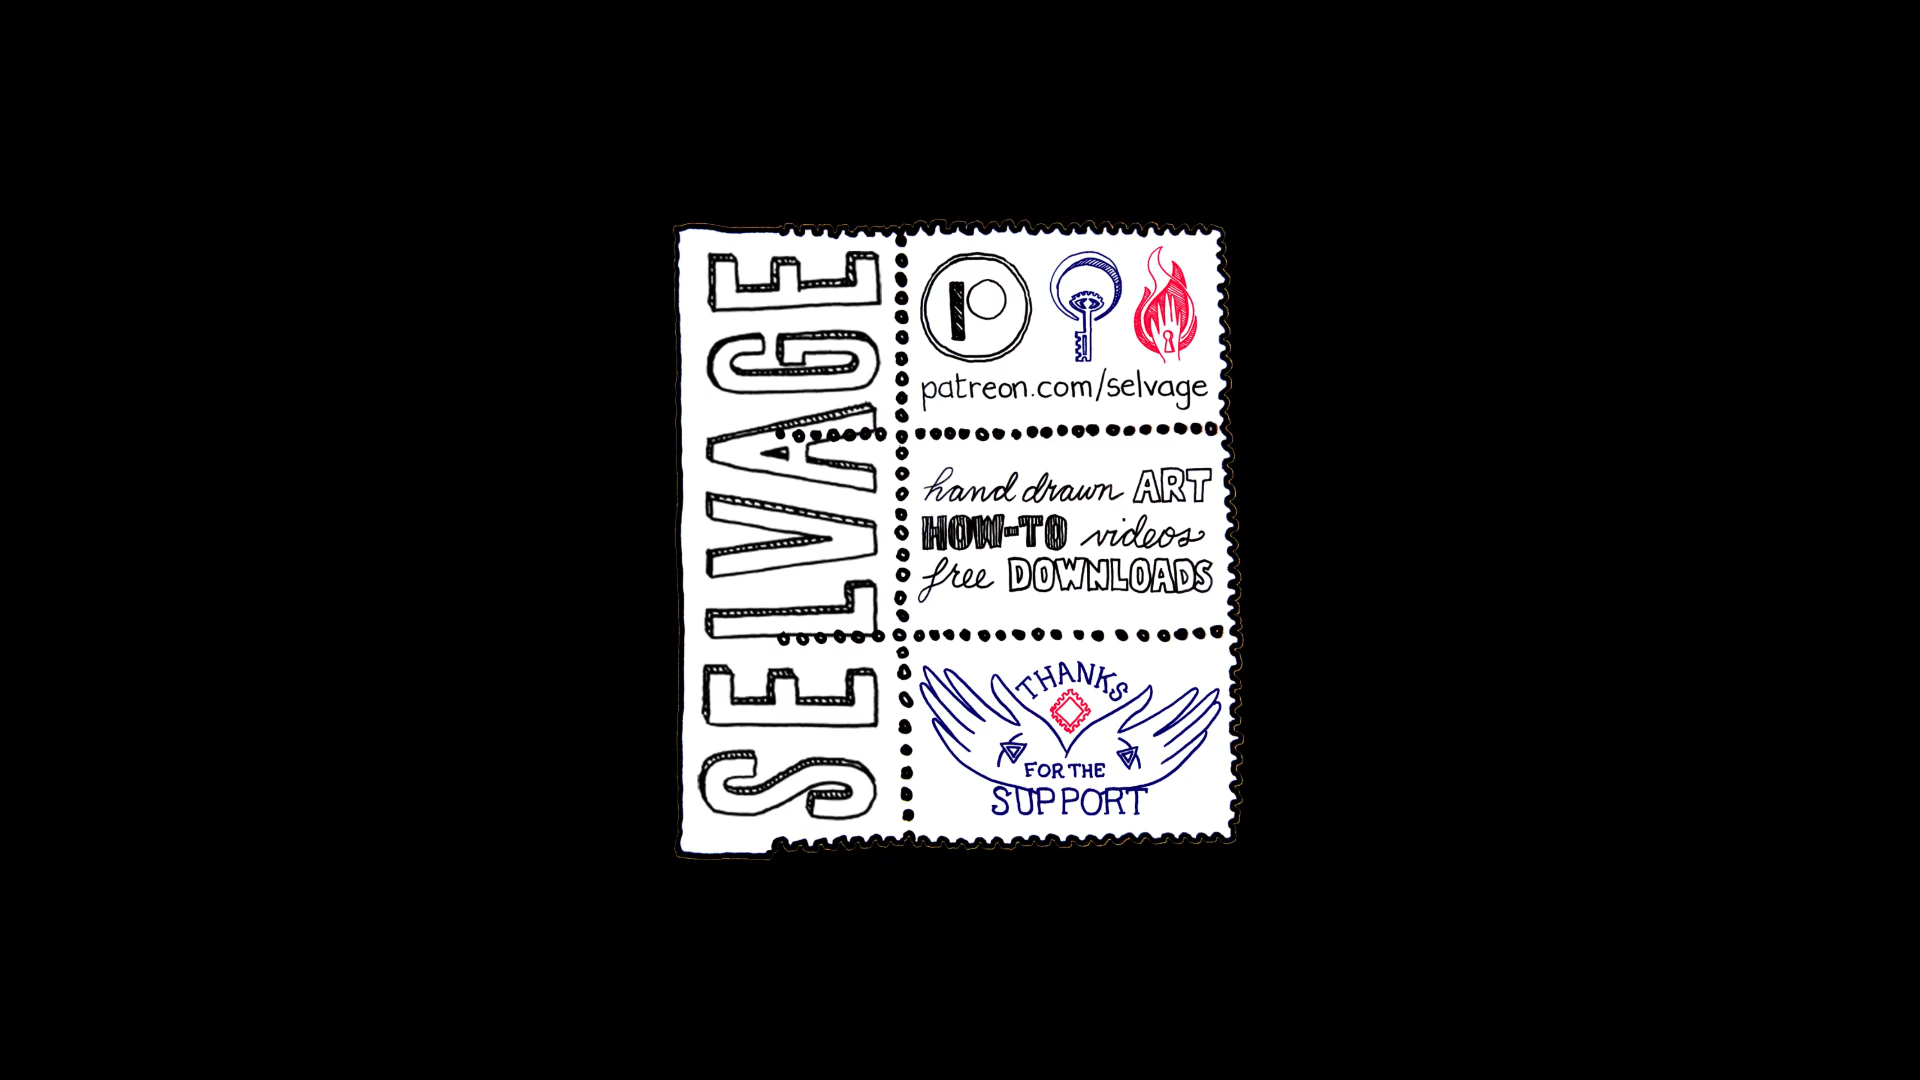 SELVAGE
patreon.com/selvage
hand drawn ART
HOW-TO videos
free DOWNLOADS
THANKS
FOR THE
SUPPORT